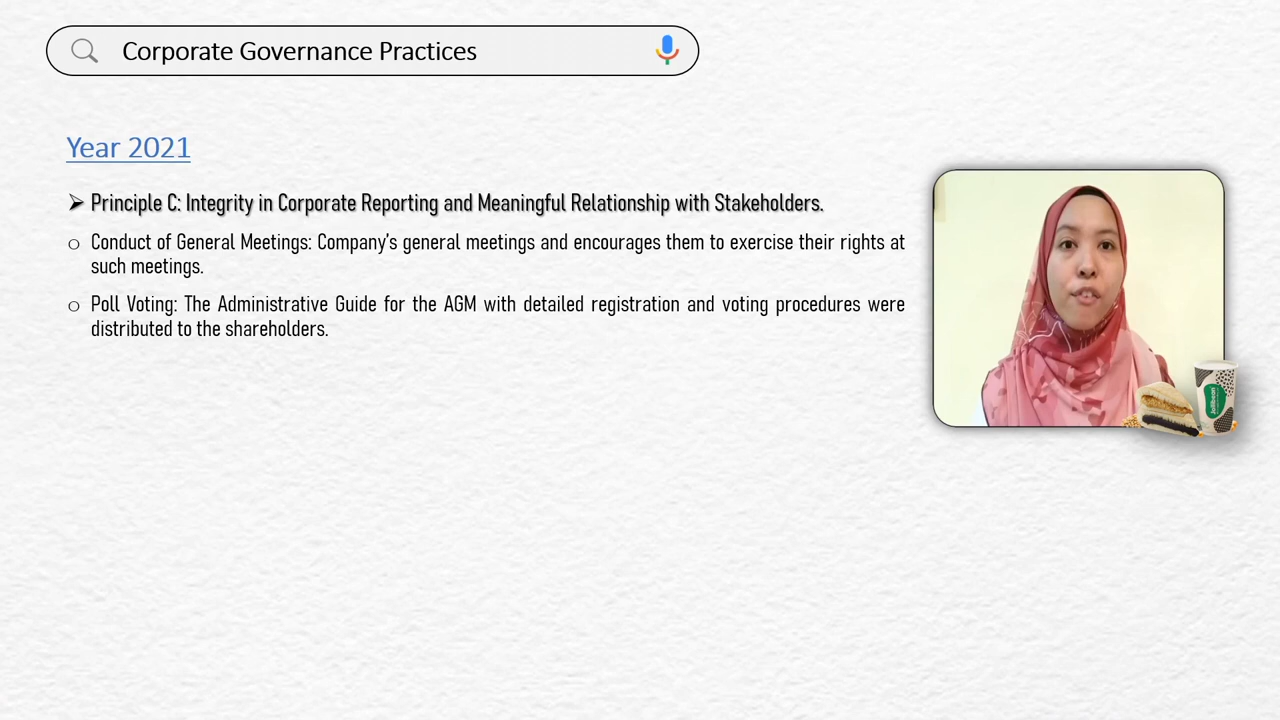 Corporate Governance Practices
Year 2021
➢ Principle C: Integrity in Corporate Reporting and Meaningful Relationship with Stakeholders.
○ Conduct of General Meetings: Company's general meetings and encourages them to exercise their rights at
such meetings.
○ Poll Voting: The Administrative Guide for the AGM with detailed registration and voting procedures were
distributed to the shareholders.
Jollibean